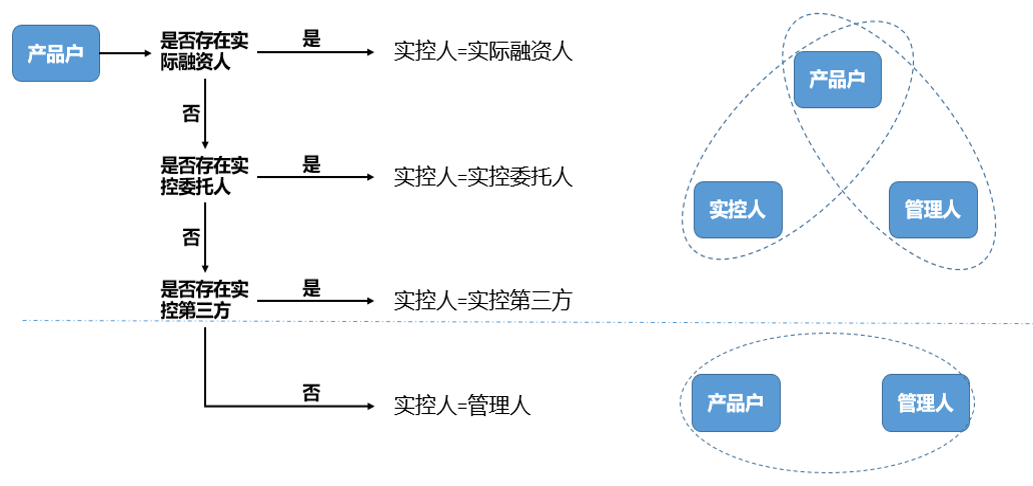 产品户
是否存在实
际融资人
是
实控人=实际融资人
否
是否存在实
控委托人
是
实控人=实控委托人
否
是否存在实
控第三方
是
实控人=实控第三方
否
实控人=管理人
产品户
实控人
管理人
产品户
管理人